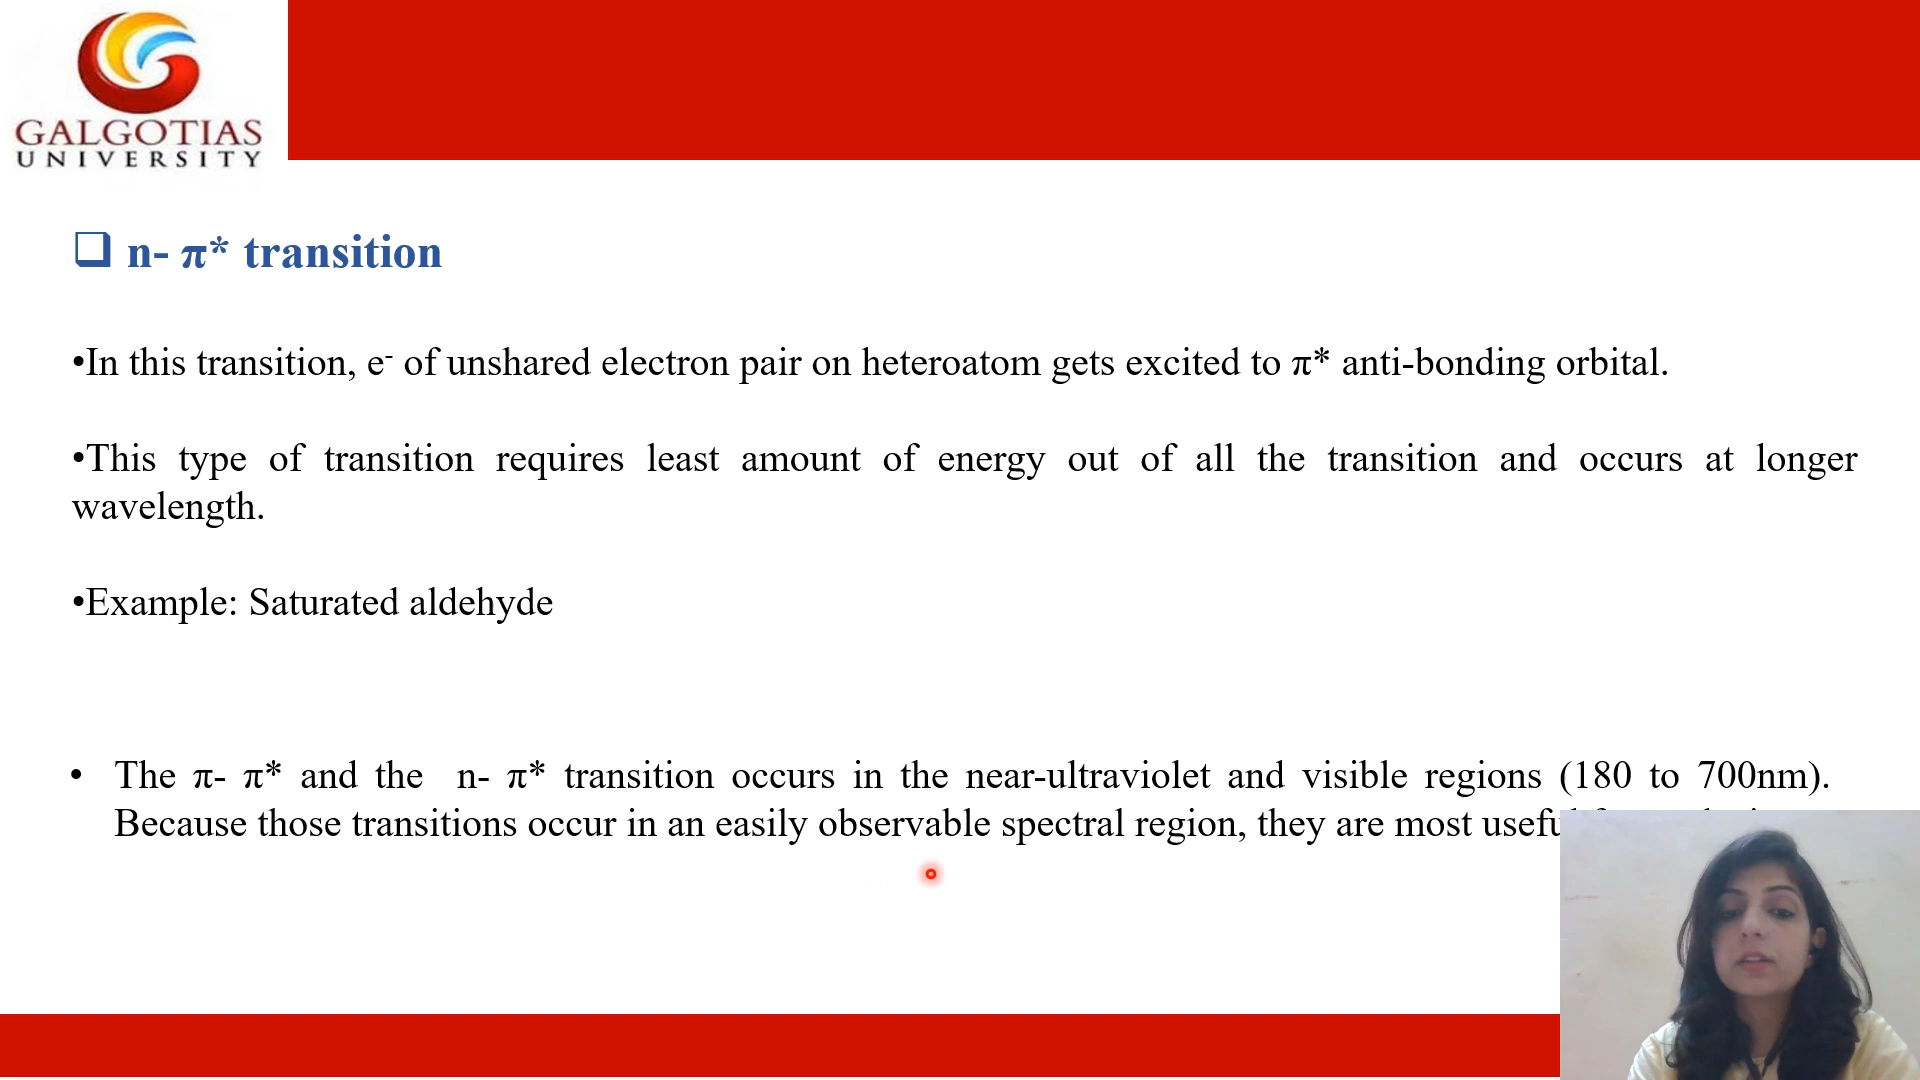 GALGOTIAS
UNIVERSITY
n- π* transition
•In this transition, e⁻ of unshared electron pair on heteroatom gets excited to π* anti-bonding orbital.
•This type of transition requires least amount of energy out of all the transition and occurs at longer
wavelength.
•Example: Saturated aldehyde
• The π- π* and the n- π* transition occurs in the near-ultraviolet and visible regions (180 to 700nm).
Because those transitions occur in an easily observable spectral region, they are most useful